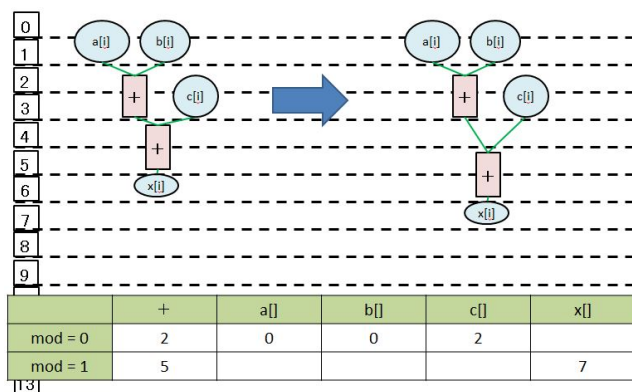 0
1
2
3
4
5
6
7
8
9
a[i] b[i]
+ c[i]
+
x[i]
a[i] b[i]
+ c[i]
+
x[i]
+ a[] b[] c[] x[]
mod = 0 2 0 0 2
mod = 1 5 7
13